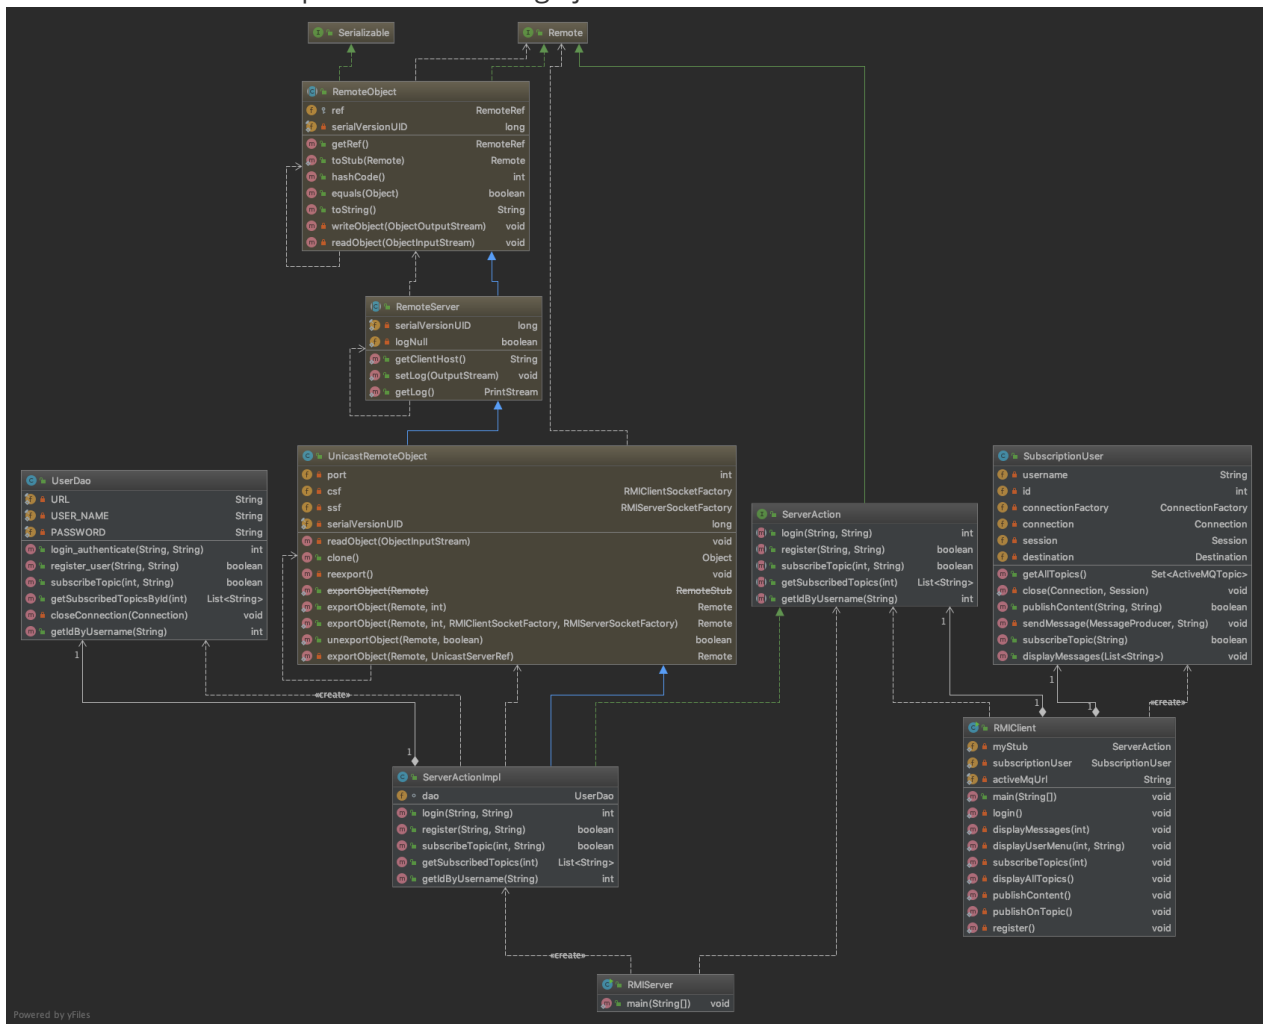 Serializable
Remote
RemoteObject
ref RemoteRef
serialVersionUID long
getRef() RemoteRef
toStub(Remote) Remote
hashCode() int
equals(Object) boolean
toString() String
writeObject(ObjectOutputStream) void
readObject(ObjectInputStream) void
RemoteServer
serialVersionUID long
logNull boolean
getClientHost() String
setLog(OutputStream) void
getLog() PrintStream
UserDao
URL String
USER_NAME String
PASSWORD String
login_authenticate(String, String) int
register_user(String, String) boolean
subscribeTopic(int, String) boolean
getSubscribedTopicsById(int) List<String>
closeConnection(Connection) void
getIdByUsername(String) int
UnicastRemoteObject
port int
csf RMIClientSocketFactory
ssf RMIServerSocketFactory
serialVersionUID long
readObject(ObjectInputStream) void
clone() Object
reexport() void
exportObject(Remote) RemoteStub
exportObject(Remote, int) Remote
exportObject(Remote, int, RMIClientSocketFactory, RMIServerSocketFactory) Remote
unexportObject(Remote, boolean) boolean
exportObject(Remote, UnicastServerRef) Remote
ServerAction
login(String, String) int
register(String, String) boolean
subscribeTopic(int, String) boolean
getSubscribedTopics(int) List<String>
getIdByUsername(String) int
SubscriptionUser
username String
id int
connectionFactory ConnectionFactory
connection Connection
session Session
destination Destination
getAllTopics() Set<ActiveMQTopic>
close(Connection, Session) void
publishContent(String, String) boolean
sendMessage(MessageProducer, String) void
subscribeTopic(String) boolean
displayMessages(List<String>) void
1
1
1
«create»
1
1
«create»
1
ServerActionImpl
dao UserDao
login(String, String) int
register(String, String) boolean
subscribeTopic(int, String) boolean
getSubscribedTopics(int) List<String>
getIdByUsername(String) int
RMIClient
myStub ServerAction
subscriptionUser SubscriptionUser
activeMqUrl String
main(String[]) void
login() void
displayMessages(int) void
displayUserMenu(int, String) void
subscribeTopics(int) void
displayAllTopics() void
publishContent() void
publishOnTopic() void
register() void
«create»
RMIServer
main(String[]) void
Powered by yFiles